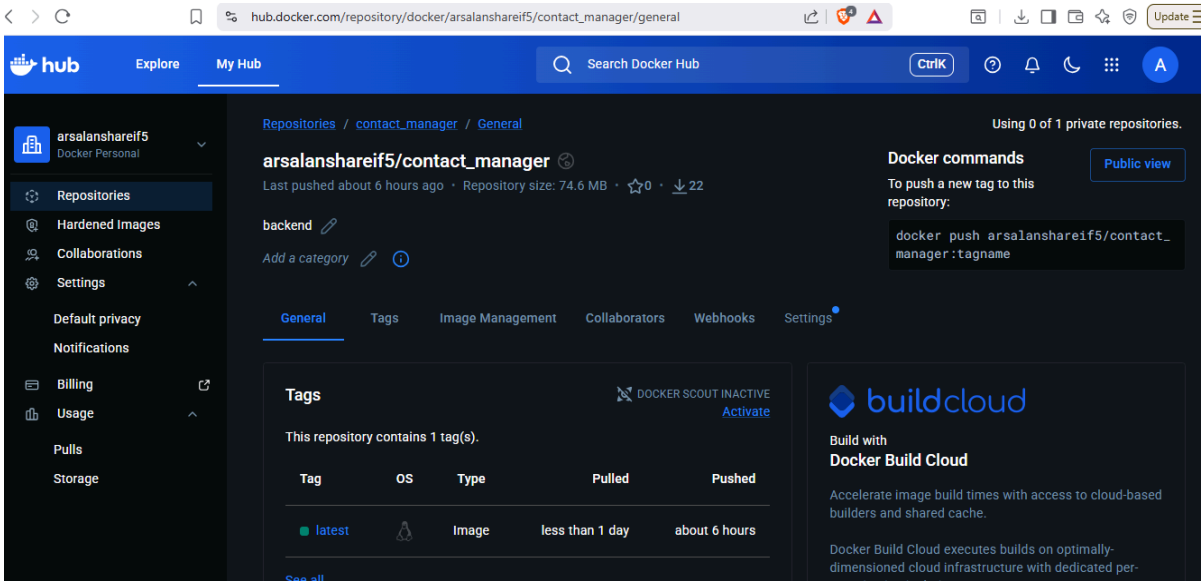 hub.docker.com/repository/docker/arsalanshareif5/contact_manager/general
4
Update
hub
Explore
My Hub
Search Docker Hub
CtrlK
A
arsalanshareif5
Docker Personal
Repositories
Hardened Images
Collaborations
Settings
Default privacy
Notifications
Billing
Usage
Pulls
Storage
Repositories / contact_manager / General
Using 0 of 1 private repositories.
arsalanshareif5/contact_manager
Last pushed about 6 hours ago · Repository size: 74.6 MB · 0 · 22
backend
Add a category
Docker commands
Public view
To push a new tag to this
repository:
docker push arsalanshareif5/contact_
manager:tagname
General
Tags
Image Management
Collaborators
Webhooks
Settings
Tags
DOCKER SCOUT INACTIVE
Activate
This repository contains 1 tag(s).
Tag OS Type Pulled Pushed
latest Image less than 1 day about 6 hours
See all
buildcloud
Build with
Docker Build Cloud
Accelerate image build times with access to cloud-based
builders and shared cache.
Docker Build Cloud executes builds on optimally-
dimensioned cloud infrastructure with dedicated per-